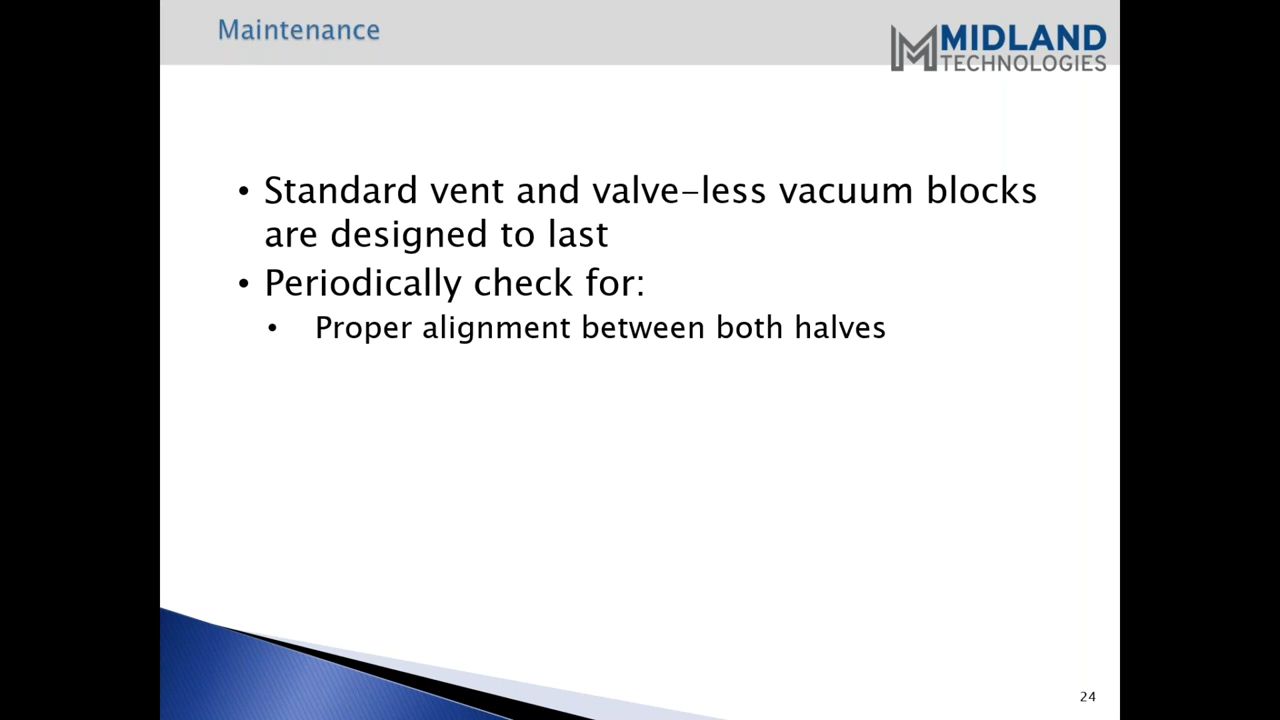 Maintenance
MIDLAND
TECHNOLOGIES
• Standard vent and valve-less vacuum blocks
are designed to last
• Periodically check for:
• Proper alignment between both halves
24